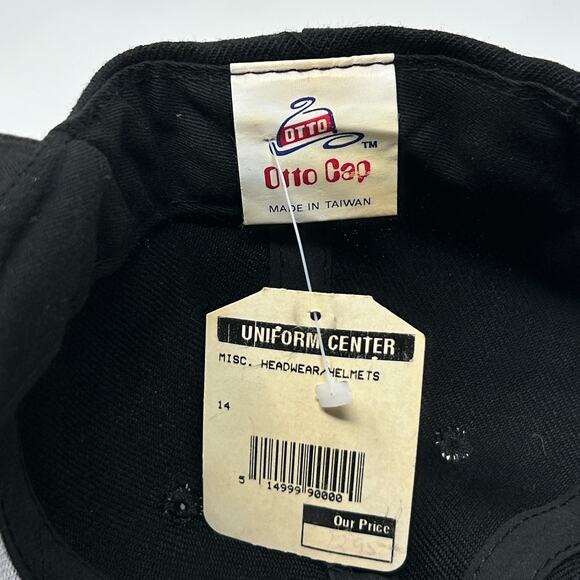 OTTO
TM
Otto Cap
MADE IN TAIWAN
UNIFORM CENTER
MISC. HEADWEAR/HELMETS
14
5 14999 90000
Our Price